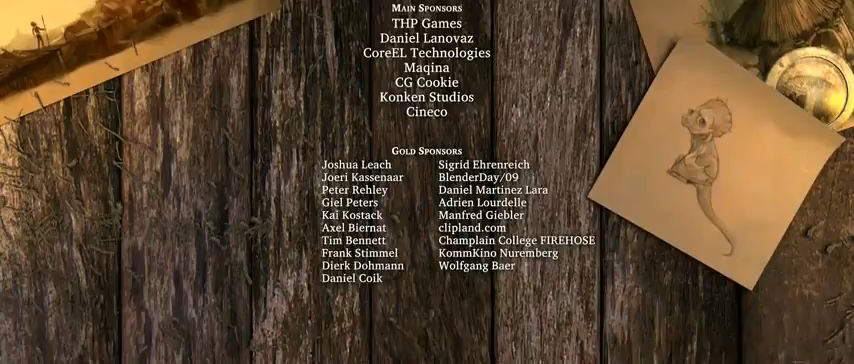 Main Sponsors
THP Games
Daniel Lanovaz
CoreEL Technologies
Maqina
CG Cookie
Konken Studios
Cineco
Gold Sponsors
Joshua Leach
Joeri Kassenaar
Peter Rehley
Giel Peters
Kai Kostack
Axel Biernat
Tim Bennett
Frank Stimmel
Dierk Dohmann
Daniel Coik
Sigrid Ehrenreich
BlenderDay/09
Daniel Martinez Lara
Adrien Lourdelle
Manfred Giebler
clipland.com
Champlain College FIREHOSE
KommKino Nuremberg
Wolfgang Baer